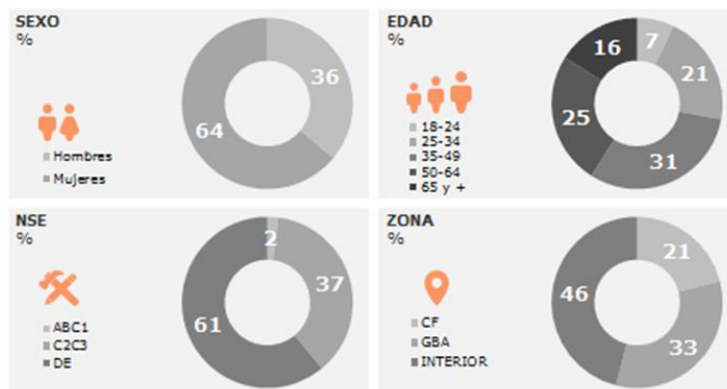 SEXO
%
36
64
Hombres
Mujeres
EDAD
%
7
21
16
25
31
18-24
25-34
35-49
50-64
65 y +
NSE
%
2
37
61
ABC1
C2C3
DE
ZONA
%
21
46
33
CF
GBA
INTERIOR